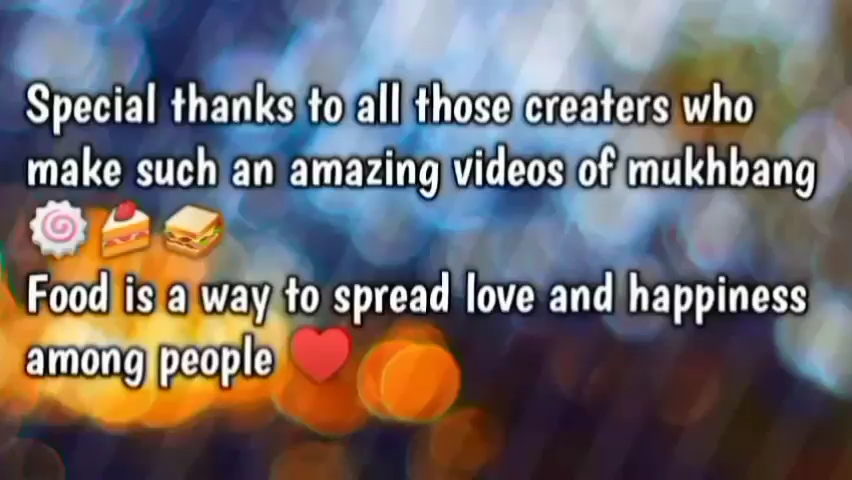 Special thanks to all those creaters who
make such an amazing videos of mukhbang
🍥🍰🥪
Food is a way to spread love and happiness
among people ♥️